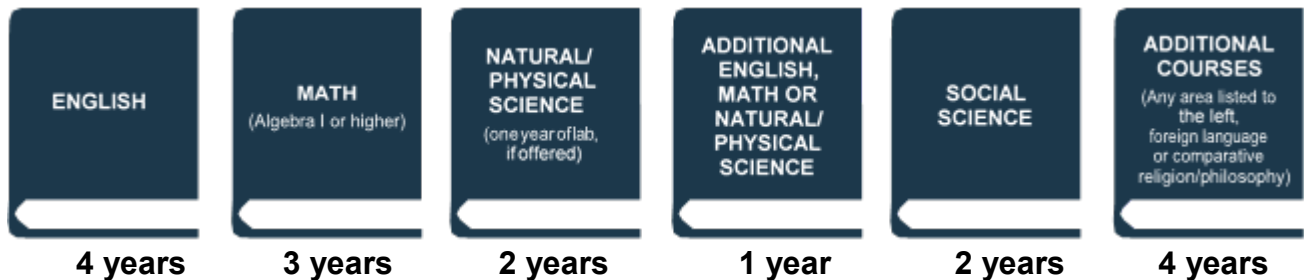 ENGLISH
4 years
MATH
(Algebra I or higher)
3 years
NATURAL/
PHYSICAL
SCIENCE
(one year of lab,
if offered)
2 years
ADDITIONAL
ENGLISH,
MATH OR
NATURAL/
PHYSICAL
SCIENCE
1 year
SOCIAL
SCIENCE
2 years
ADDITIONAL
COURSES
(Any area listed to
the left,
foreign language
or comparative
religion/philosophy)
4 years